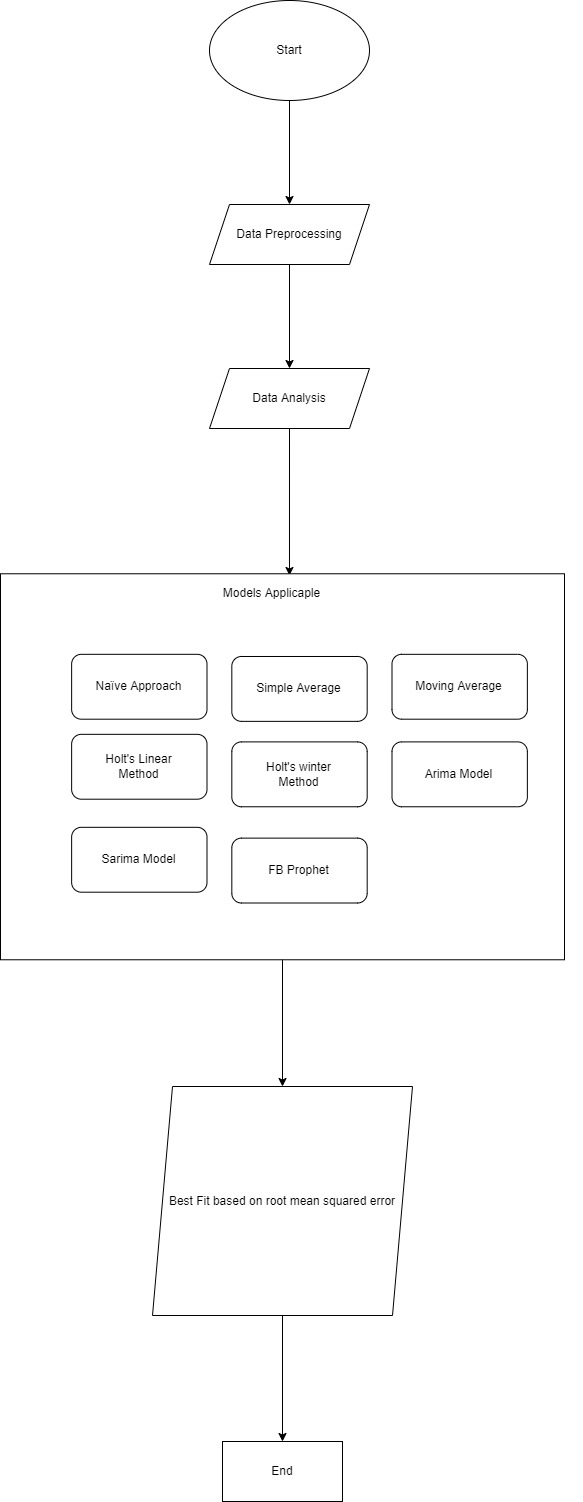 Start
Data Preprocessing
Data Analysis
Models Applicaple
Naïve Approach
Simple Average
Moving Average
Holt's Linear
Method
Holt's winter
Method
Arima Model
Sarima Model
FB Prophet
Best Fit based on root mean squared error
End